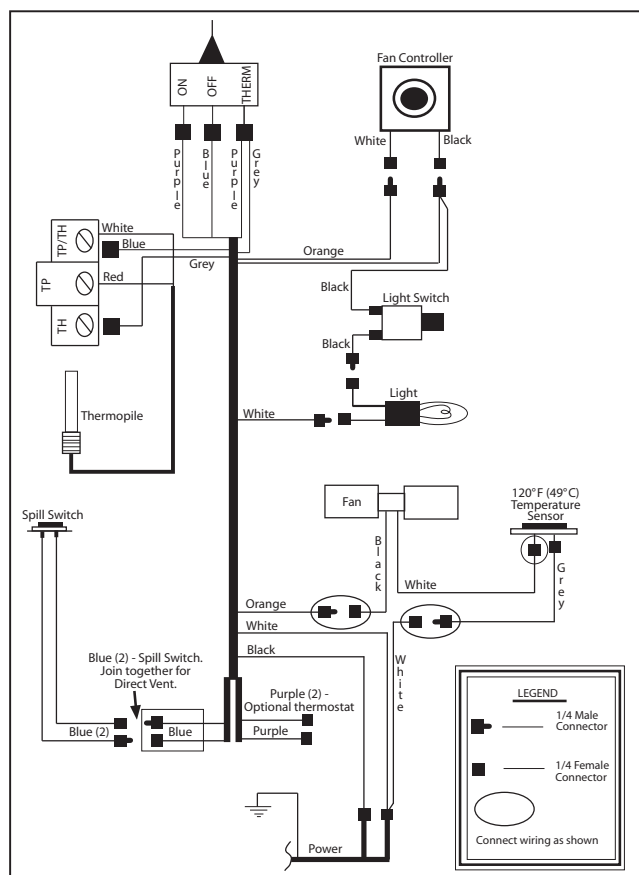 ON
OFF
THERM
Purple
Blue
Purple
Grey
Fan Controller
White
Black
TP/TH
TP
TH
White
Blue
Grey
Red
Orange
Black
Light Switch
Black
Light
White
Thermopile
Spill Switch
Fan
120°F (49°C)
Temperature
Sensor
Black
White
Grey
Orange
White
Black
White
Blue (2) - Spill Switch.
Join together for
Direct Vent.
Purple (2) -
Optional thermostat
Purple
Blue (2)
Blue
Power
LEGEND
1/4 Male
Connector
1/4 Female
Connector
Connect wiring as shown